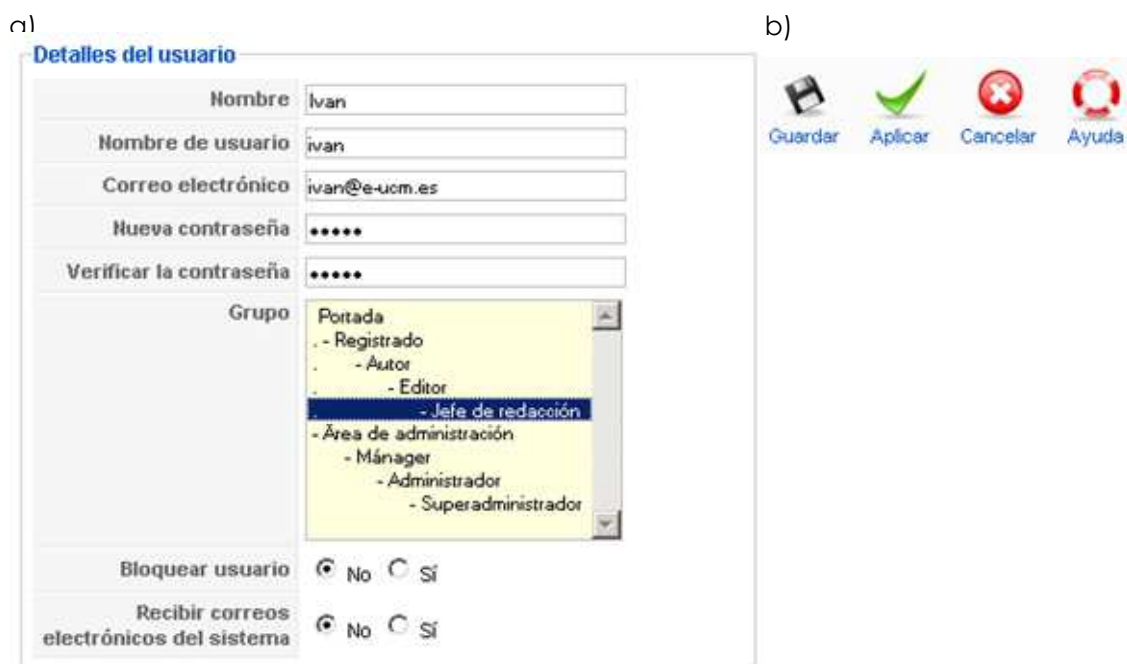 a)
b)
Detalles del usuario
Nombre Ivan
Nombre de usuario ivan
Correo electrónico ivan@e-ucm.es
Nueva contraseña •••••
Verificar la contraseña •••••
Grupo
Portada
. - Registrado
. - Autor
. - Editor
. - Jefe de redacción
- Área de administración
- Mánager
- Administrador
- Superadministrador
Bloquear usuario No Sí
Recibir correos
electrónicos del sistema No Sí
Guardar Aplicar Cancelar Ayuda